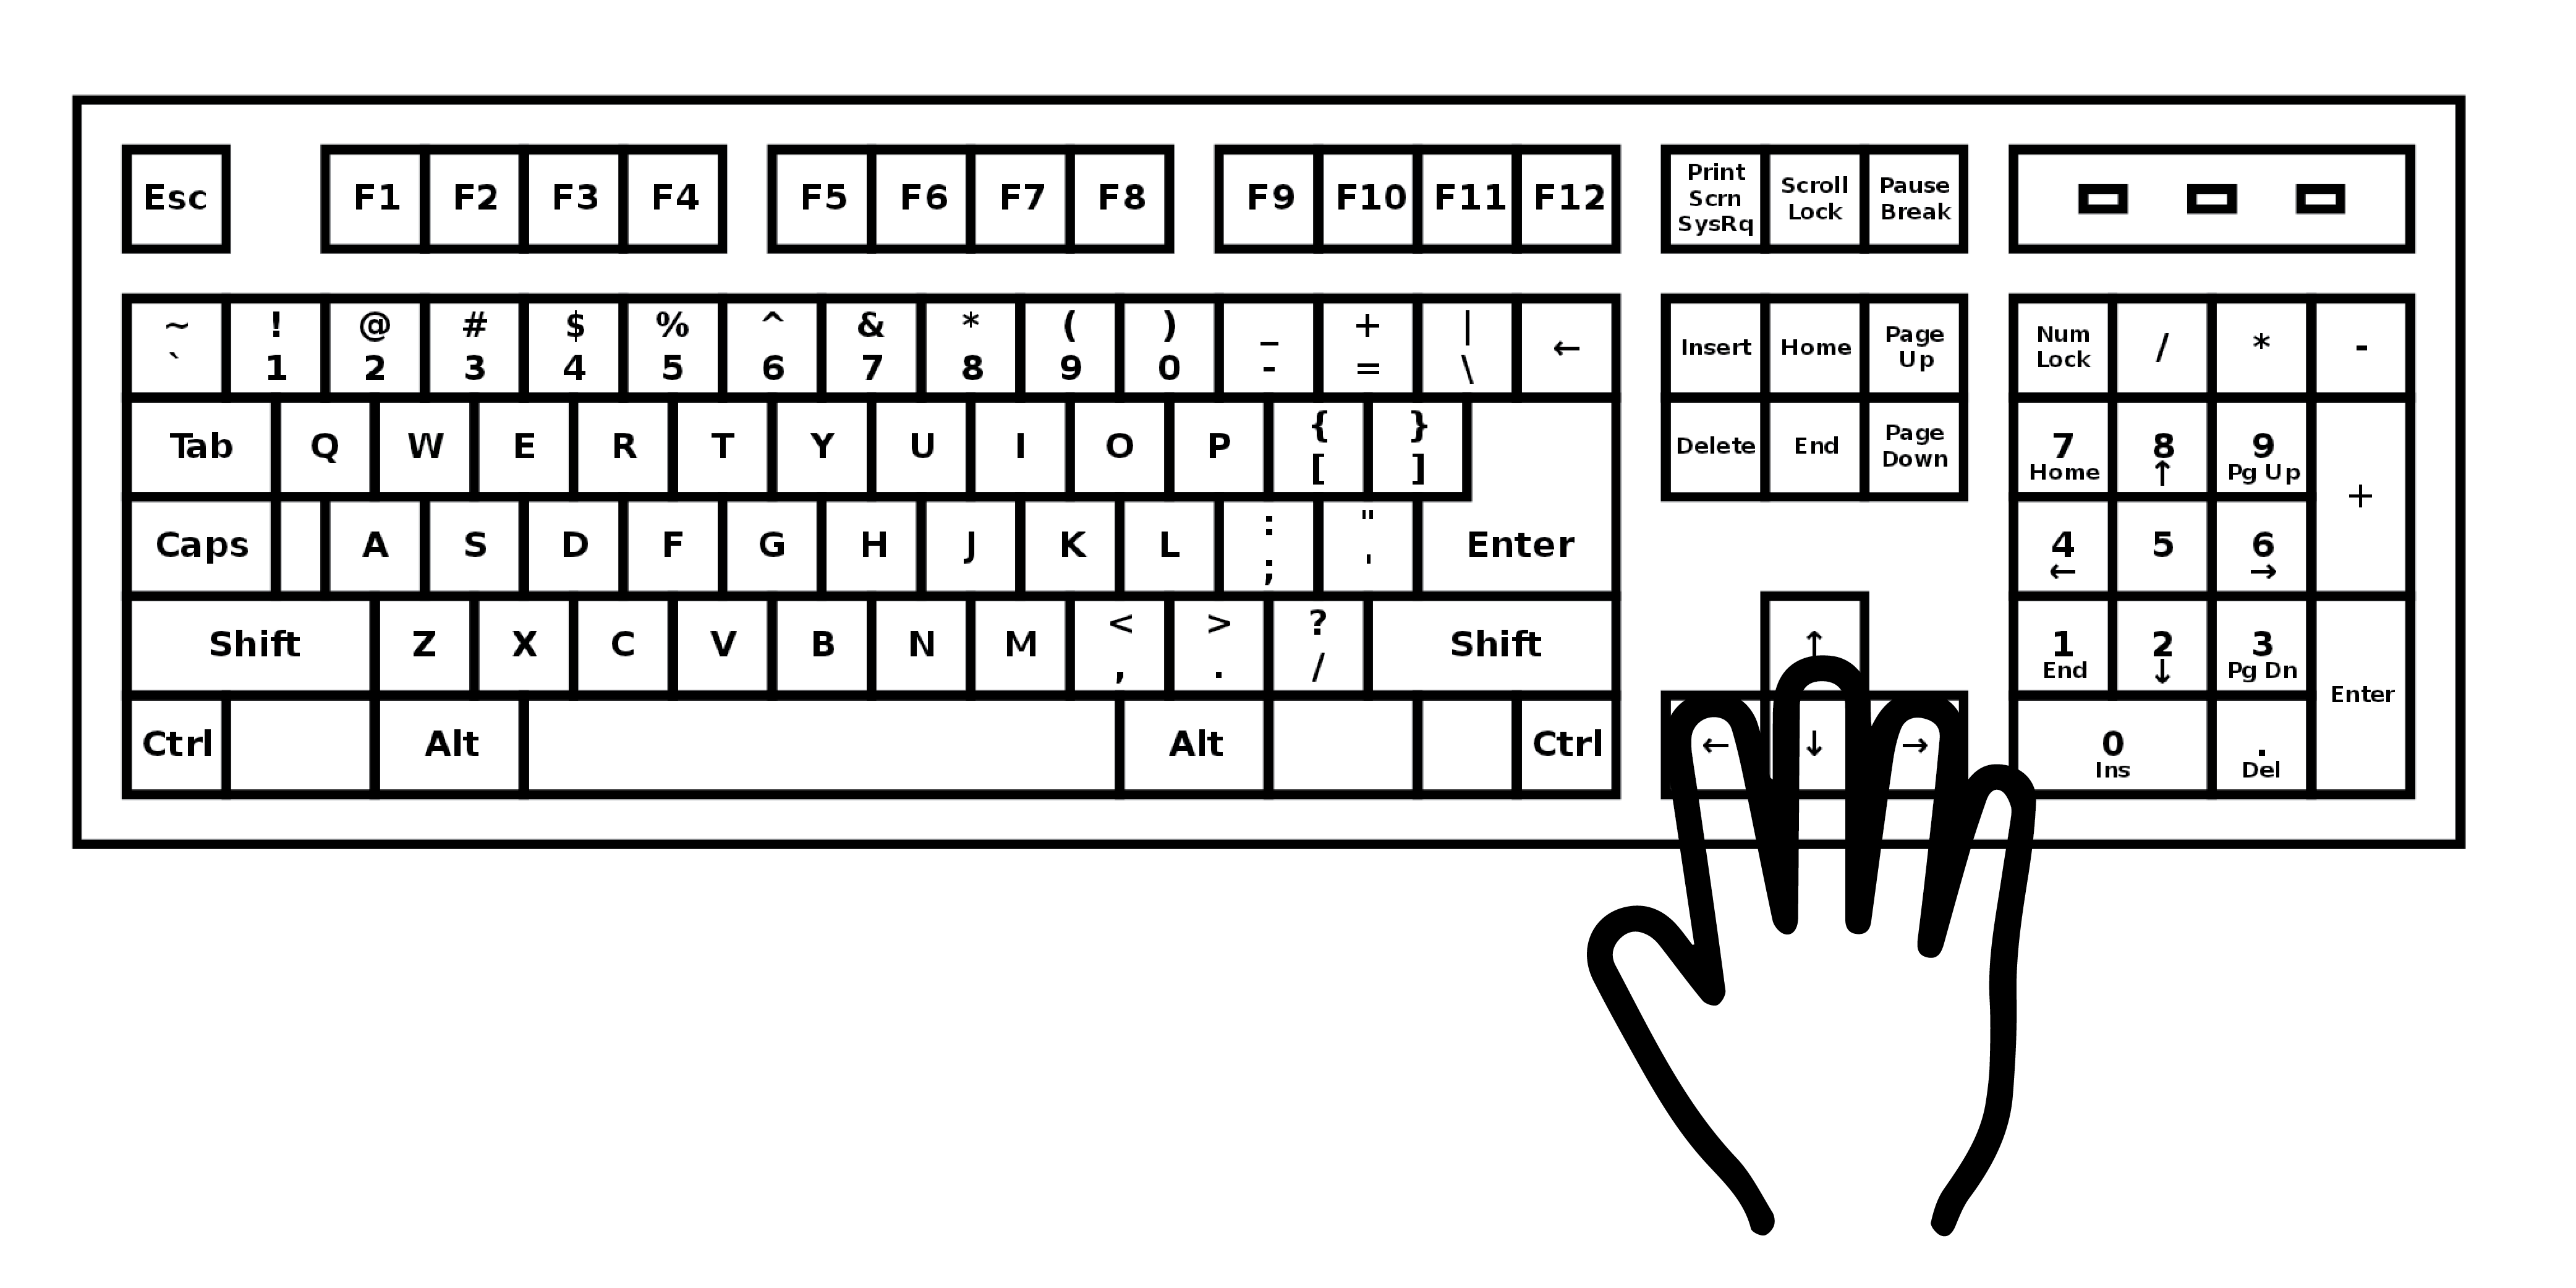 Esc F1 F2 F3 F4 F5 F6 F7 F8 F9 F10 F11 F12 Print Scroll Pause
Scrn Lock Break
SysRq
~ ! @ # $ % ^ & * ( ) _ + | ← Insert Home Page Num / * -
` 1 2 3 4 5 6 7 8 9 0 - = \ Up Lock
Tab Q W E R T Y U I O P { } Delete End Page 7 8 9 +
[ ] Down Home ↑ Pg Up
Caps A S D F G H J K L : " Enter 4 5 6
; ' ← →
Shift Z X C V B N M < > ? Shift ↑ 1 2 3 Enter
, . / End ↓ Pg Dn
Ctrl Alt Alt Ctrl ← ↓ → 0 .
Ins Del